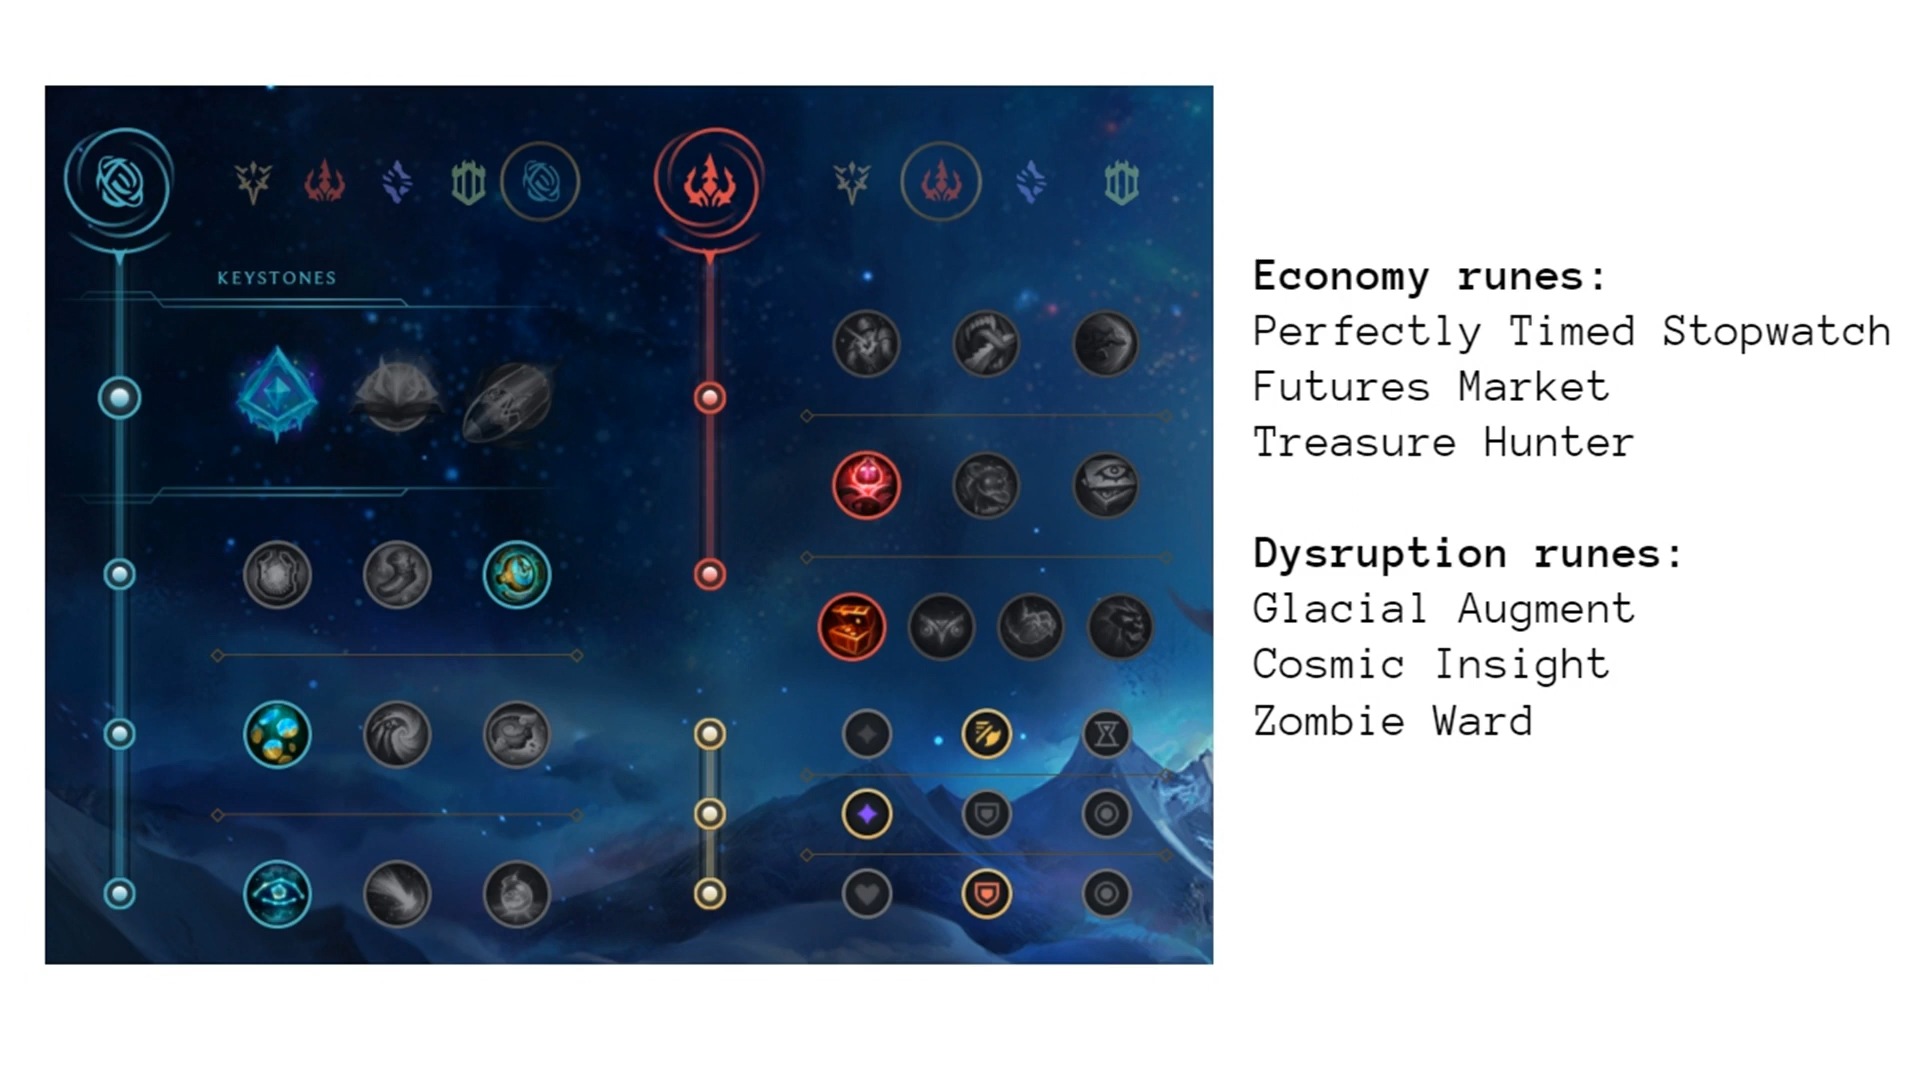 KEYSTONES
Economy runes:
Perfectly Timed Stopwatch
Futures Market
Treasure Hunter
Dysruption runes:
Glacial Augment
Cosmic Insight
Zombie Ward